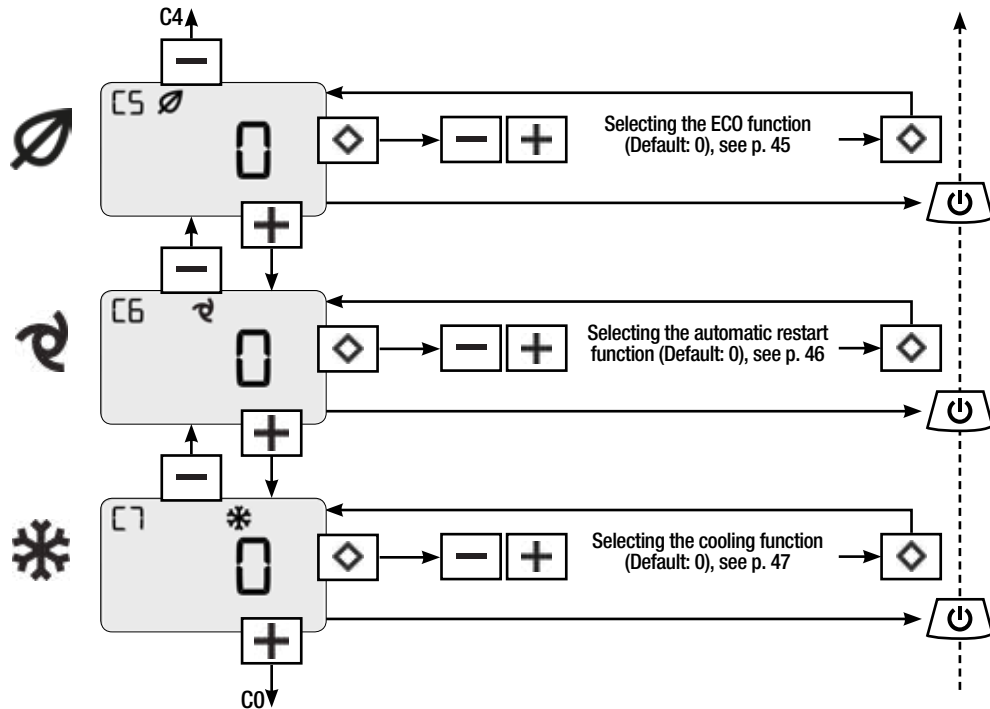 C4
C5
0
Selecting the ECO function
(Default: 0), see p. 45
C6
0
Selecting the automatic restart
function (Default: 0), see p. 46
C7
0
Selecting the cooling function
(Default: 0), see p. 47
C0